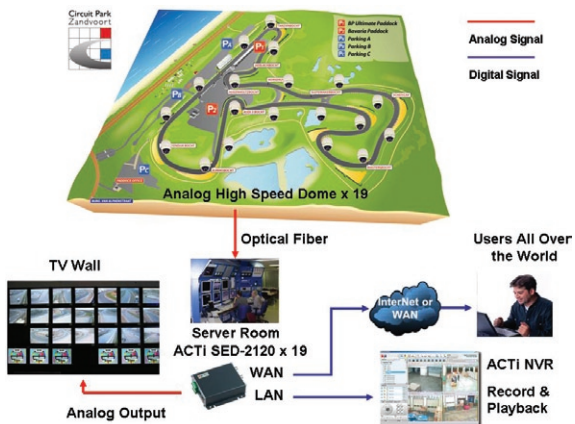 Circuit Park
Zandvoort
BP Ultimate Paddock
Bavaria Paddock
Parking A
Parking B
Parking C
Analog Signal
Digital Signal
Analog High Speed Dome x 19
Optical Fiber
TV Wall
Server Room
ACTi SED-2120 x 19
WAN
LAN
Analog Output
InterNet or
WAN
Users All Over
the World
ACTi NVR
Record &
Playback